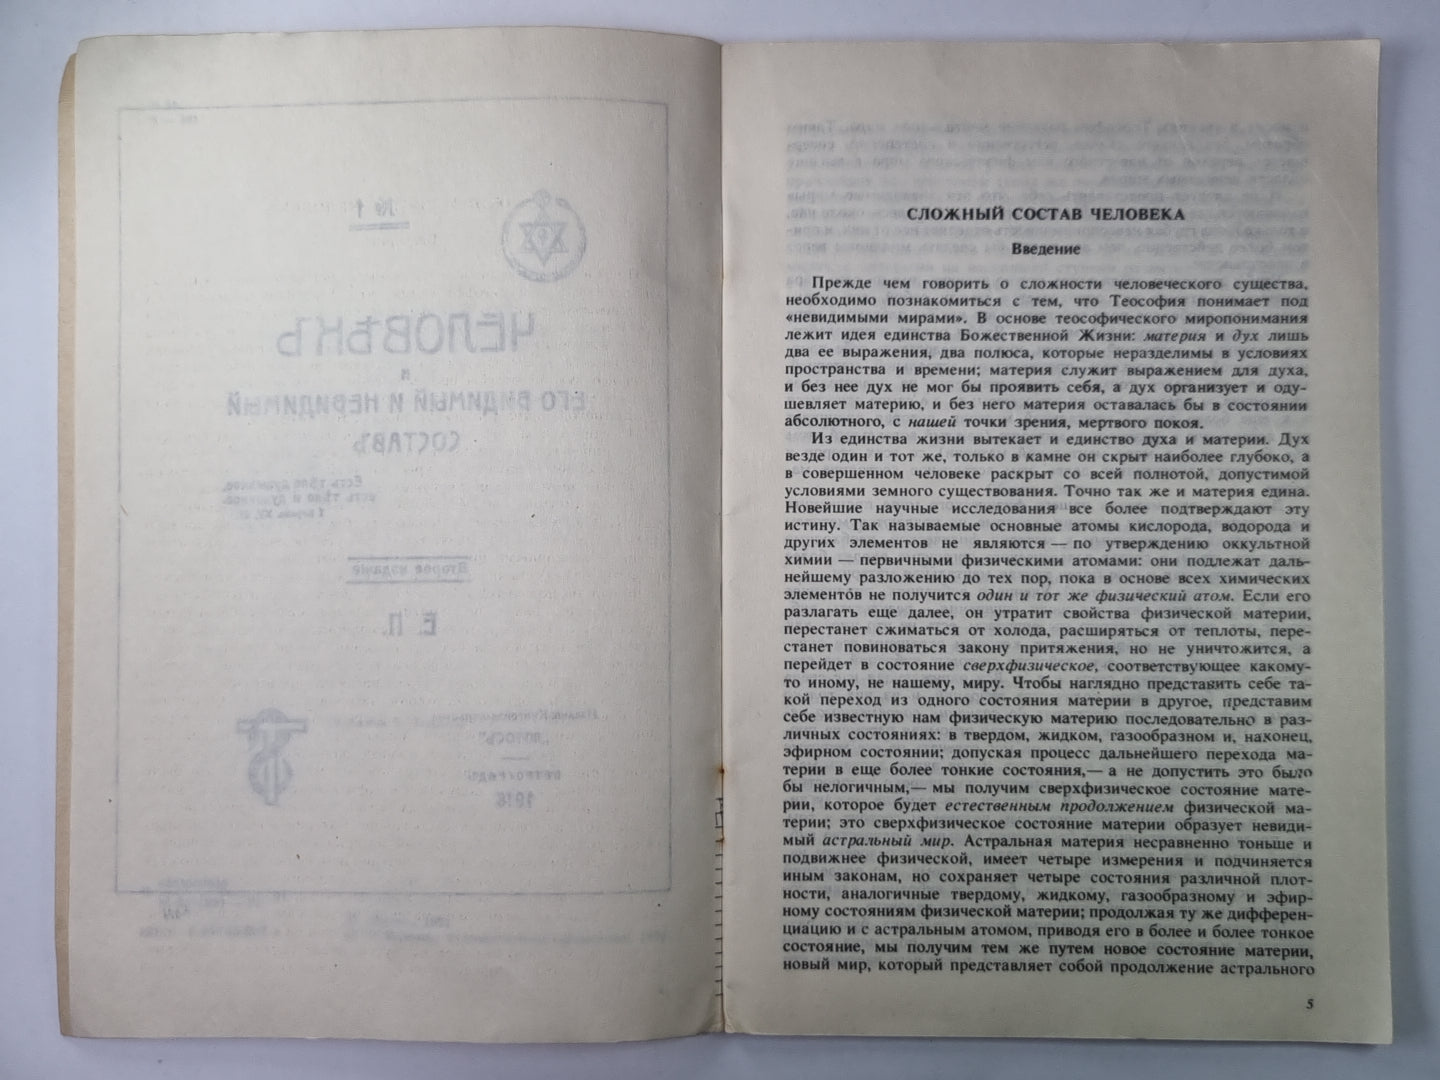 № 1
ЧЕЛОВѢКЪ
и
ЕГО ВИДИМЫЙ И НЕВИДИМЫЙ
СОСТАВЪ
Есть тѣло душевное,
есть тѣло и духовное.
Второе изданіе
Е. П.
„ЛОТОСЪ"
ПЕТРОГРАДЪ
СЛОЖНЫЙ СОСТАВ ЧЕЛОВЕКА
Введение
Прежде чем говорить о сложности человеческого существа,
необходимо познакомиться с тем, что Теософия понимает под
«невидимыми мирами». В основе теософического миропонимания
лежит идея единства Божественной Жизни: материя и дух лишь
два ее выражения, два полюса, которые неразделимы в условиях
пространства и времени; материя служит выражением для духа,
и без нее дух не мог бы проявить себя, а дух организует и оду-
шевляет материю, и без него материя оставалась бы в состоянии
абсолютного, с нашей точки зрения, мертвого покоя.
Из единства жизни вытекает и единство духа и материи. Дух
везде один и тот же, только в камне он скрыт наиболее глубоко, а
в совершенном человеке раскрыт со всей полнотой, допустимой
условиями земного существования. Точно так же и материя едина.
Новейшие научные исследования все более подтверждают эту
истину. Так называемые основные атомы кислорода, водорода и
других элементов не являются — по утверждению оккультной
химии — первичными физическими атомами: они подлежат даль-
нейшему разложению до тех пор, пока в основе всех химических
элементов не получится один и тот же физический атом. Если его
разлагать еще далее, он утратит свойства физической материи,
перестанет сжиматься от холода, расширяться от теплоты, пере-
станет повиноваться закону притяжения, но не уничтожится, а
перейдет в состояние сверхфизическое, соответствующее какому-
то иному, не нашему, миру. Чтобы наглядно представить себе та-
кой переход из одного состояния материи в другое, представим
себе известную нам физическую материю последовательно в раз-
личных состояниях: в твердом, жидком, газообразном и, наконец,
эфирном состоянии; допуская процесс дальнейшего перехода ма-
терии в еще более тонкие состояния,— а не допустить это было
бы нелогичным,— мы получим сверхфизическое состояние мате-
рии, которое будет естественным продолжением физической ма-
терии; это сверхфизическое состояние материи образует невиди-
мый астральный мир. Астральная материя несравненно тоньше и
подвижнее физической, имеет четыре измерения и подчиняется
иным законам, но сохраняет четыре состояния различной плот-
ности, аналогичные твердому, жидкому, газообразному и эфир-
ному состояниям физической материи; продолжая ту же дифферен-
циацию и с астральным атомом, приводя его в более и более тонкое
состояние, мы получим тем же путем новое состояние материи,
новый мир, который представляет собой продолжение астрального
5